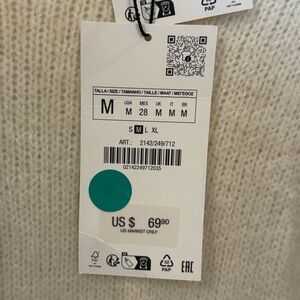 PAP
TALLA / SIZE / TAMANHO / TAILLE / MAAT / ΜΕΓΕΘΟΣ
M
USA MEX UK IT BR
M 28 M M M
S M L XL
ART.: 2142/249/712
02142249712035
US $ 69.90
US MARKET ONLY
PAP
EAC